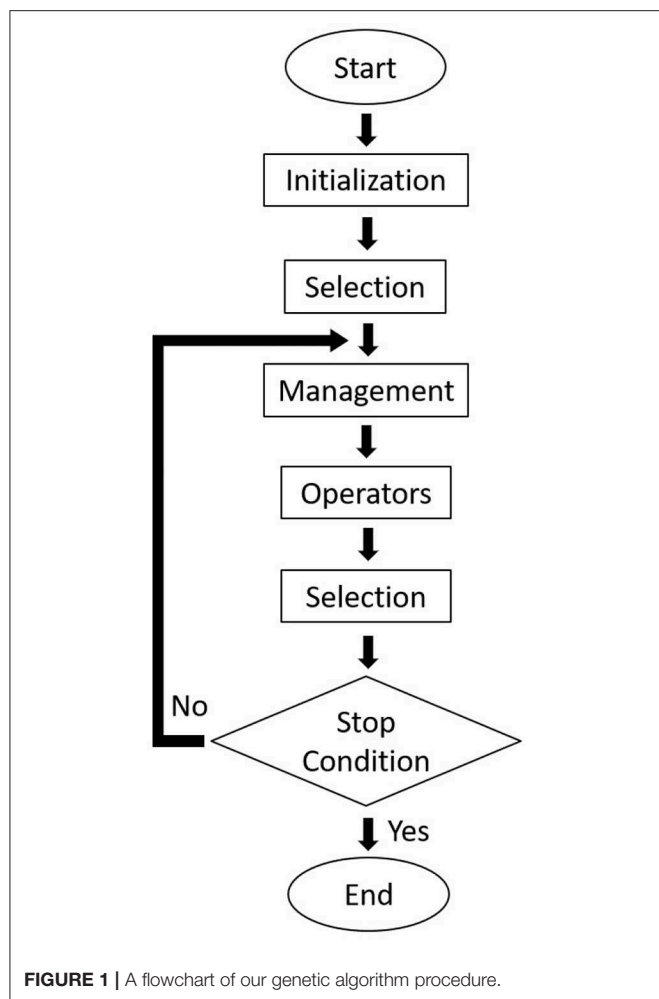 Start
Initialization
Selection
Management
Operators
Selection
No
Stop
Condition
Yes
End
FIGURE 1 | A flowchart of our genetic algorithm procedure.